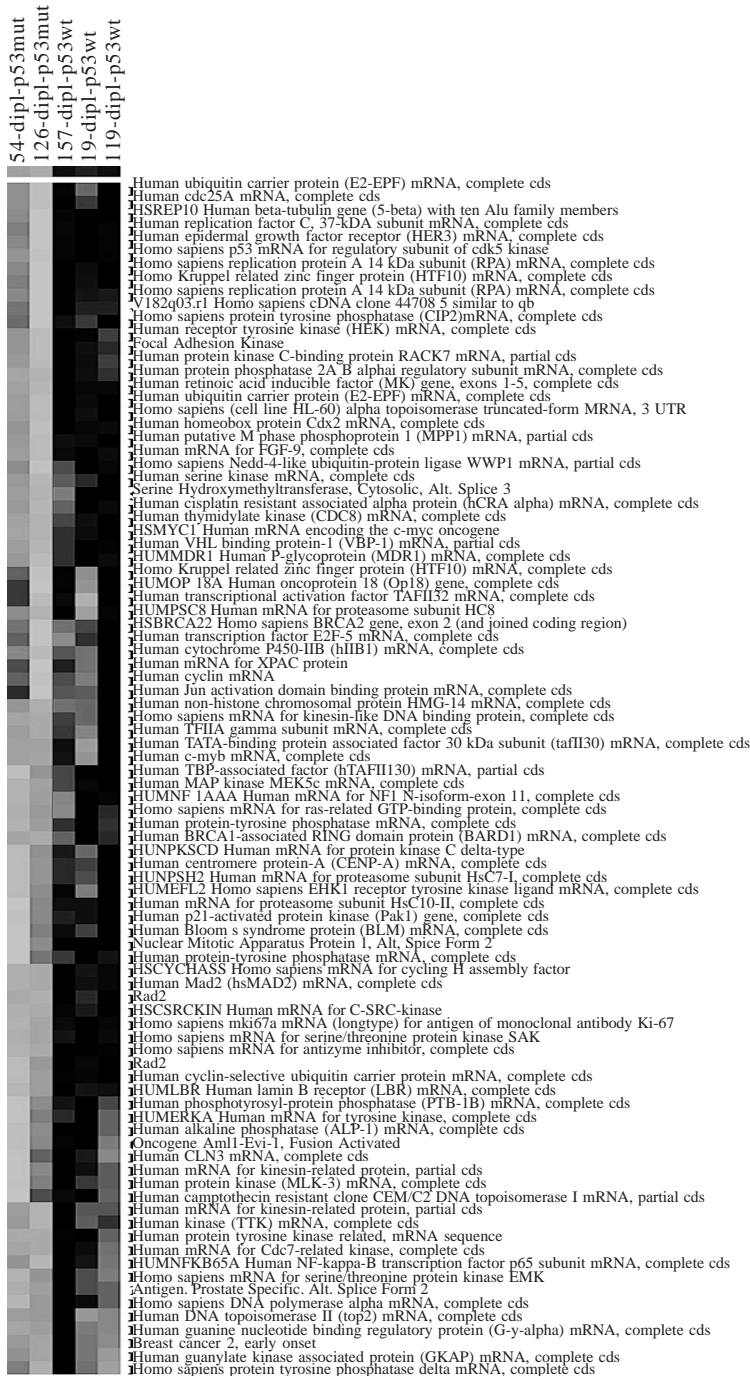 54-dipl-p53mut
126-dipl-p53mut
157-dipl-p53wt
19-dipl-p53wt
119-dipl-p53wt
Human ubiquitin carrier protein (E2-EPF) mRNA, complete cds
Human cdc25A mRNA, complete cds
HSREP10 Human beta-tubulin gene (5-beta) with ten Alu family members
Human replication factor C, 37-kDA subunit mRNA, complete cds
Human epidermal growth factor receptor (HER3) mRNA, complete cds
Homo sapiens p53 mRNA for regulatory subunit of cdk5 kinase
Homo sapiens replication protein A 14 kDa subunit (RPA) mRNA, complete cds
Homo Kruppel related zinc finger protein (HTF10) mRNA, complete cds
Homo sapiens replication protein A 14 kDa subunit (RPA) mRNA, complete cds
V182q03.r1 Homo sapiens cDNA clone 44708 5 similar to qb
Homo sapiens protein tyrosine phosphatase (CIP2)mRNA, complete cds
Human receptor tyrosine kinase (HEK) mRNA, complete cds
Focal Adhesion Kinase
Human protein kinase C-binding protein RACK7 mRNA, partial cds
Human protein phosphatase 2A B alphai regulatory subunit mRNA, complete cds
Human retinoic acid inducible factor (MK) gene, exons 1-5, complete cds
Human ubiquitin carrier protein (E2-EPF) mRNA, complete cds
Homo sapiens (cell line HL-60) alpha topoisomerase truncated-form MRNA, 3 UTR
Human homeobox protein Cdx2 mRNA, complete cds
Human putative M phase phosphoprotein 1 (MPP1) mRNA, partial cds
Human mRNA for FGF-9, complete cds
Homo sapiens Nedd-4-like ubiquitin-protein ligase WWP1 mRNA, partial cds
Human serine kinase mRNA, complete cds
Serine Hydroxymethyltransferase, Cytosolic, Alt. Splice 3
Human cisplatin resistant associated alpha protein (hCRA alpha) mRNA, complete cds
Human thymidylate kinase (CDC8) mRNA, complete cds
HSMYC1 Human mRNA encoding the c-myc oncogene
Human VHL binding protein-1 (VBP-1) mRNA, partial cds
HUMMDR1 Human P-glycoprotein (MDR1) mRNA, complete cds
Homo Kruppel related zinc finger protein (HTF10) mRNA, complete cds
HUMOP 18A Human oncoprotein 18 (Op18) gene, complete cds
Human transcriptional activation factor TAFII32 mRNA, complete cds
HUMPSC8 Human mRNA for proteasome subunit HC8
HSBRCA22 Homo sapiens BRCA2 gene, exon 2 (and joined coding region)
Human transcription factor E2F-5 mRNA, complete cds
Human cytochrome P450-IIB (hIIB1) mRNA, complete cds
Human mRNA for XPAC protein
Human cyclin mRNA
Human Jun activation domain binding protein mRNA, complete cds
Human non-histone chromosomal protein HMG-14 mRNA, complete cds
Homo sapiens mRNA for kinesin-like DNA binding protein, complete cds
Human TFIIA gamma subunit mRNA, complete cds
Human TATA-binding protein associated factor 30 kDa subunit (tafII30) mRNA, complete cds
Human c-myb mRNA, complete cds
Human TBP-associated factor (hTAFII130) mRNA, partial cds
Human MAP kinase MEK5c mRNA, complete cds
HUMNF 1AAA Human mRNA for NF1 N-isoform-exon 11, complete cds
Homo sapiens mRNA for ras-related GTP-binding protein, complete cds
Human protein-tyrosine phosphatase mRNA, complete cds
Human BRCA1-associated RING domain protein (BARD1) mRNA, complete cds
HUNPKSCD Human mRNA for protein kinase C delta-type
Human centromere protein-A (CENP-A) mRNA, complete cds
HUNPSH2 Human mRNA for proteasome subunit HsC7-I, complete cds
HUMEFL2 Homo sapiens EHK1 receptor tyrosine kinase ligand mRNA, complete cds
Human mRNA for proteasome subunit HsC10-II, complete cds
Human p21-activated protein kinase (Pak1) gene, complete cds
Human Bloom s syndrome protein (BLM) mRNA, complete cds
Nuclear Mitotic Apparatus Protein 1, Alt, Spice Form 2
Human protein-tyrosine phosphatase mRNA, complete cds
HSCYCHASS Homo sapiens mRNA for cycling H assembly factor
Human Mad2 (hsMAD2) mRNA, complete cds
Rad2
HSCSRCKIN Human mRNA for C-SRC-kinase
Homo sapiens mki67a mRNA (longtype) for antigen of monoclonal antibody Ki-67
Homo sapiens mRNA for serine/threonine protein kinase SAK
Homo sapiens mRNA for antizyme inhibitor, complete cds
Rad2
Human cyclin-selective ubiquitin carrier protein mRNA, complete cds
HUMLBR Human lamin B receptor (LBR) mRNA, complete cds
Human phosphotyrosyl-protein phosphatase (PTB-1B) mRNA, complete cds
HUMERKA Human mRNA for tyrosine kinase, complete cds
Human alkaline phosphatase (ALP-1) mRNA, complete cds
Oncogene Aml1-Evi-1, Fusion Activated
Human CLN3 mRNA, complete cds
Human mRNA for kinesin-related protein, partial cds
Human protein kinase (MLK-3) mRNA, complete cds
Human camptothecin resistant clone CEM/C2 DNA topoisomerase I mRNA, partial cds
Human mRNA for kinesin-related protein, partial cds
Human kinase (TTK) mRNA, complete cds
Human protein tyrosine kinase related, mRNA sequence
Human mRNA for Cdc7-related kinase, complete cds
HUMNFKB65A Human NF-kappa-B transcription factor p65 subunit mRNA, complete cds
Homo sapiens mRNA for serine/threonine protein kinase EMK
Antigen. Prostate Specific. Alt. Splice Form 2
Homo sapiens DNA polymerase alpha mRNA, complete cds
Human DNA topoisomerase II (top2) mRNA, complete cds
Human guanine nucleotide binding regulatory protein (G-y-alpha) mRNA, complete cds
Breast cancer 2, early onset
Human guanylate kinase associated protein (GKAP) mRNA, complete cds
Homo sapiens protein tyrosine phosphatase delta mRNA, complete cds